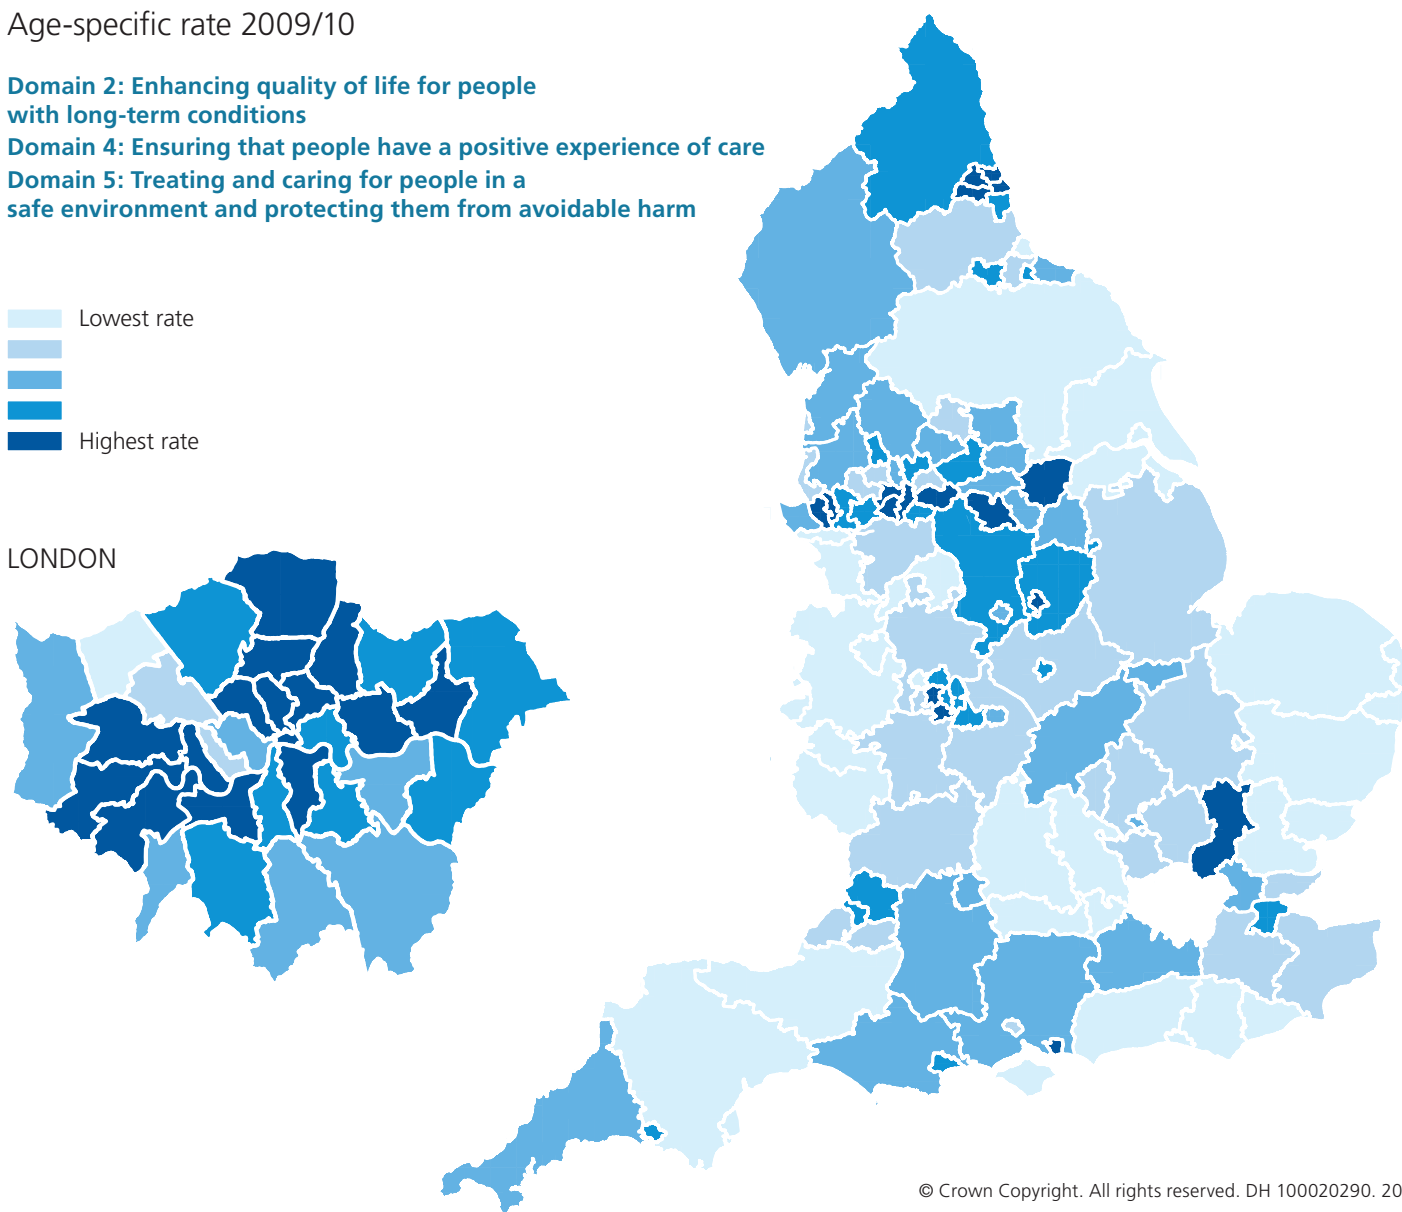 Age-specific rate 2009/10
Domain 2: Enhancing quality of life for people
with long-term conditions
Domain 4: Ensuring that people have a positive experience of care
Domain 5: Treating and caring for people in a
safe environment and protecting them from avoidable harm
Lowest rate
Highest rate
LONDON
© Crown Copyright. All rights reserved. DH 100020290. 20